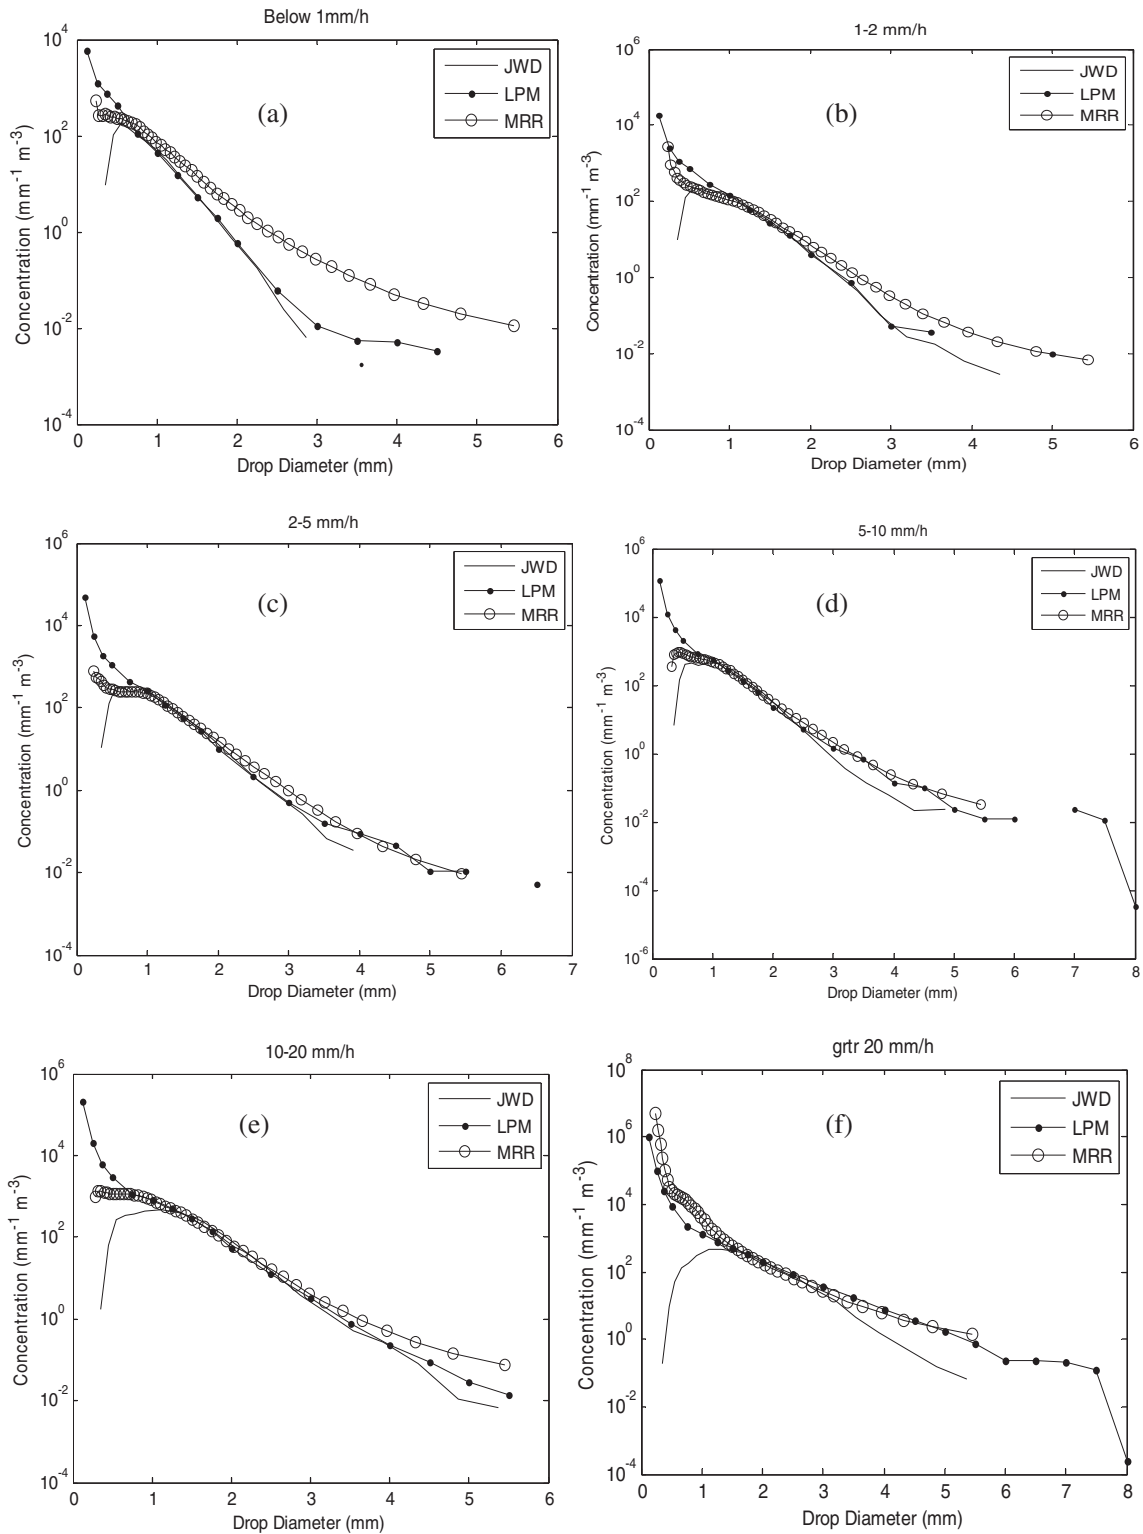 Below 1mm/h
10^4
10^2
10^0
10^-2
10^-4
Concentration (mm^-1 m^-3)
(a)
JWD
LPM
MRR
0 1 2 3 4 5 6
Drop Diameter (mm)
1-2 mm/h
10^6
10^4
10^2
10^0
10^-2
10^-4
Concentration (mm^-1 m^-3)
(b)
JWD
LPM
MRR
0 1 2 3 4 5 6
Drop Diameter (mm)
2-5 mm/h
10^6
10^4
10^2
10^0
10^-2
10^-4
Concentration (mm^-1 m^-3)
(c)
JWD
LPM
MRR
0 1 2 3 4 5 6 7
Drop Diameter (mm)
5-10 mm/h
10^6
10^4
10^2
10^0
10^-2
10^-4
10^-6
Concentration (mm^-1 m^-3)
(d)
JWD
LPM
MRR
0 1 2 3 4 5 6 7 8
Drop Diameter (mm)
10-20 mm/h
10^6
10^4
10^2
10^0
10^-2
10^-4
Concentration (mm^-1 m^-3)
(e)
JWD
LPM
MRR
0 1 2 3 4 5 6
Drop Diameter (mm)
grtr 20 mm/h
10^8
10^6
10^4
10^2
10^0
10^-2
10^-4
Concentration (mm^-1 m^-3)
(f)
JWD
LPM
MRR
0 1 2 3 4 5 6 7 8
Drop Diameter (mm)